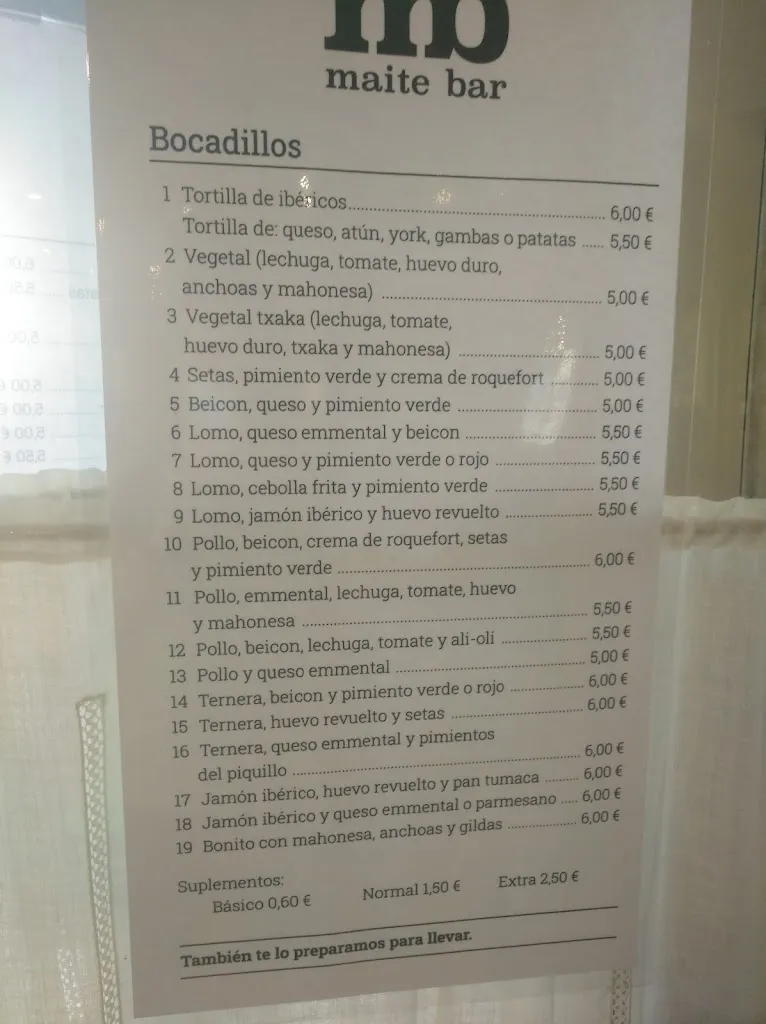 mb
maite bar
Bocadillos
1 Tortilla de ibéricos 6,00 €
Tortilla de: queso, atún, york, gambas o patatas 5,50 €
2 Vegetal (lechuga, tomate, huevo duro,
anchoas y mahonesa) 5,00 €
3 Vegetal txaka (lechuga, tomate,
huevo duro, txaka y mahonesa) 5,00 €
4 Setas, pimiento verde y crema de roquefort 5,00 €
5 Beicon, queso y pimiento verde 5,00 €
6 Lomo, queso emmental y beicon 5,50 €
7 Lomo, queso y pimiento verde o rojo 5,50 €
8 Lomo, cebolla frita y pimiento verde 5,50 €
9 Lomo, jamón ibérico y huevo revuelto 5,50 €
10 Pollo, beicon, crema de roquefort, setas
y pimiento verde 6,00 €
11 Pollo, emmental, lechuga, tomate, huevo
y mahonesa 5,50 €
12 Pollo, beicon, lechuga, tomate y ali-oli 5,50 €
13 Pollo y queso emmental 5,00 €
14 Ternera, beicon y pimiento verde o rojo 6,00 €
15 Ternera, huevo revuelto y setas 6,00 €
16 Ternera, queso emmental y pimientos
del piquillo 6,00 €
17 Jamón ibérico, huevo revuelto y pan tumaca 6,00 €
18 Jamón ibérico y queso emmental o parmesano 6,00 €
19 Bonito con mahonesa, anchoas y gildas 6,00 €
Suplementos:
Básico 0,60 € Normal 1,50 € Extra 2,50 €
También te lo preparamos para llevar.